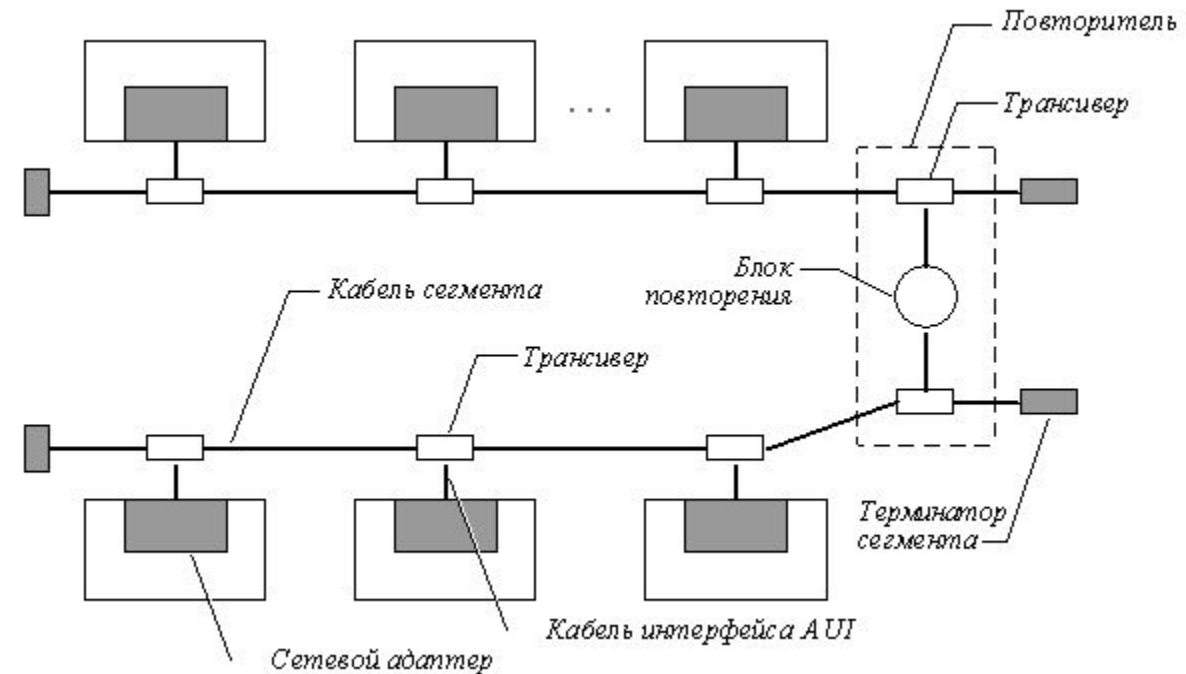 Повторитель
Трансивер
. . .
Блок
повторения
Кабель сегмента
Трансивер
Терминатор
сегмента
Кабель интерфейса AUI
Сетевой адаптер